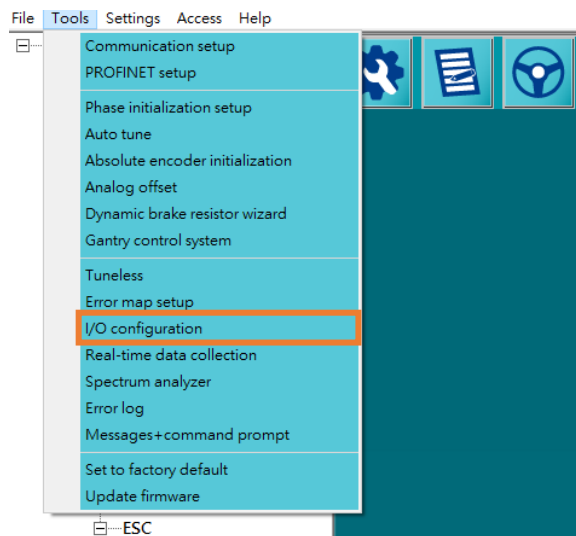 File Tools Settings Access Help
Communication setup
PROFINET setup
Phase initialization setup
Auto tune
Absolute encoder initialization
Analog offset
Dynamic brake resistor wizard
Gantry control system
Tuneless
Error map setup
I/O configuration
Real-time data collection
Spectrum analyzer
Error log
Messages+command prompt
Set to factory default
Update firmware
ESC